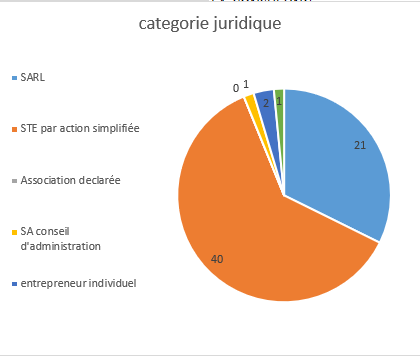 categorie juridique
SARL
STE par action simplifiée
Association declarée
SA conseil
d'administration
entrepreneur individuel
0
1
2
1
21
40